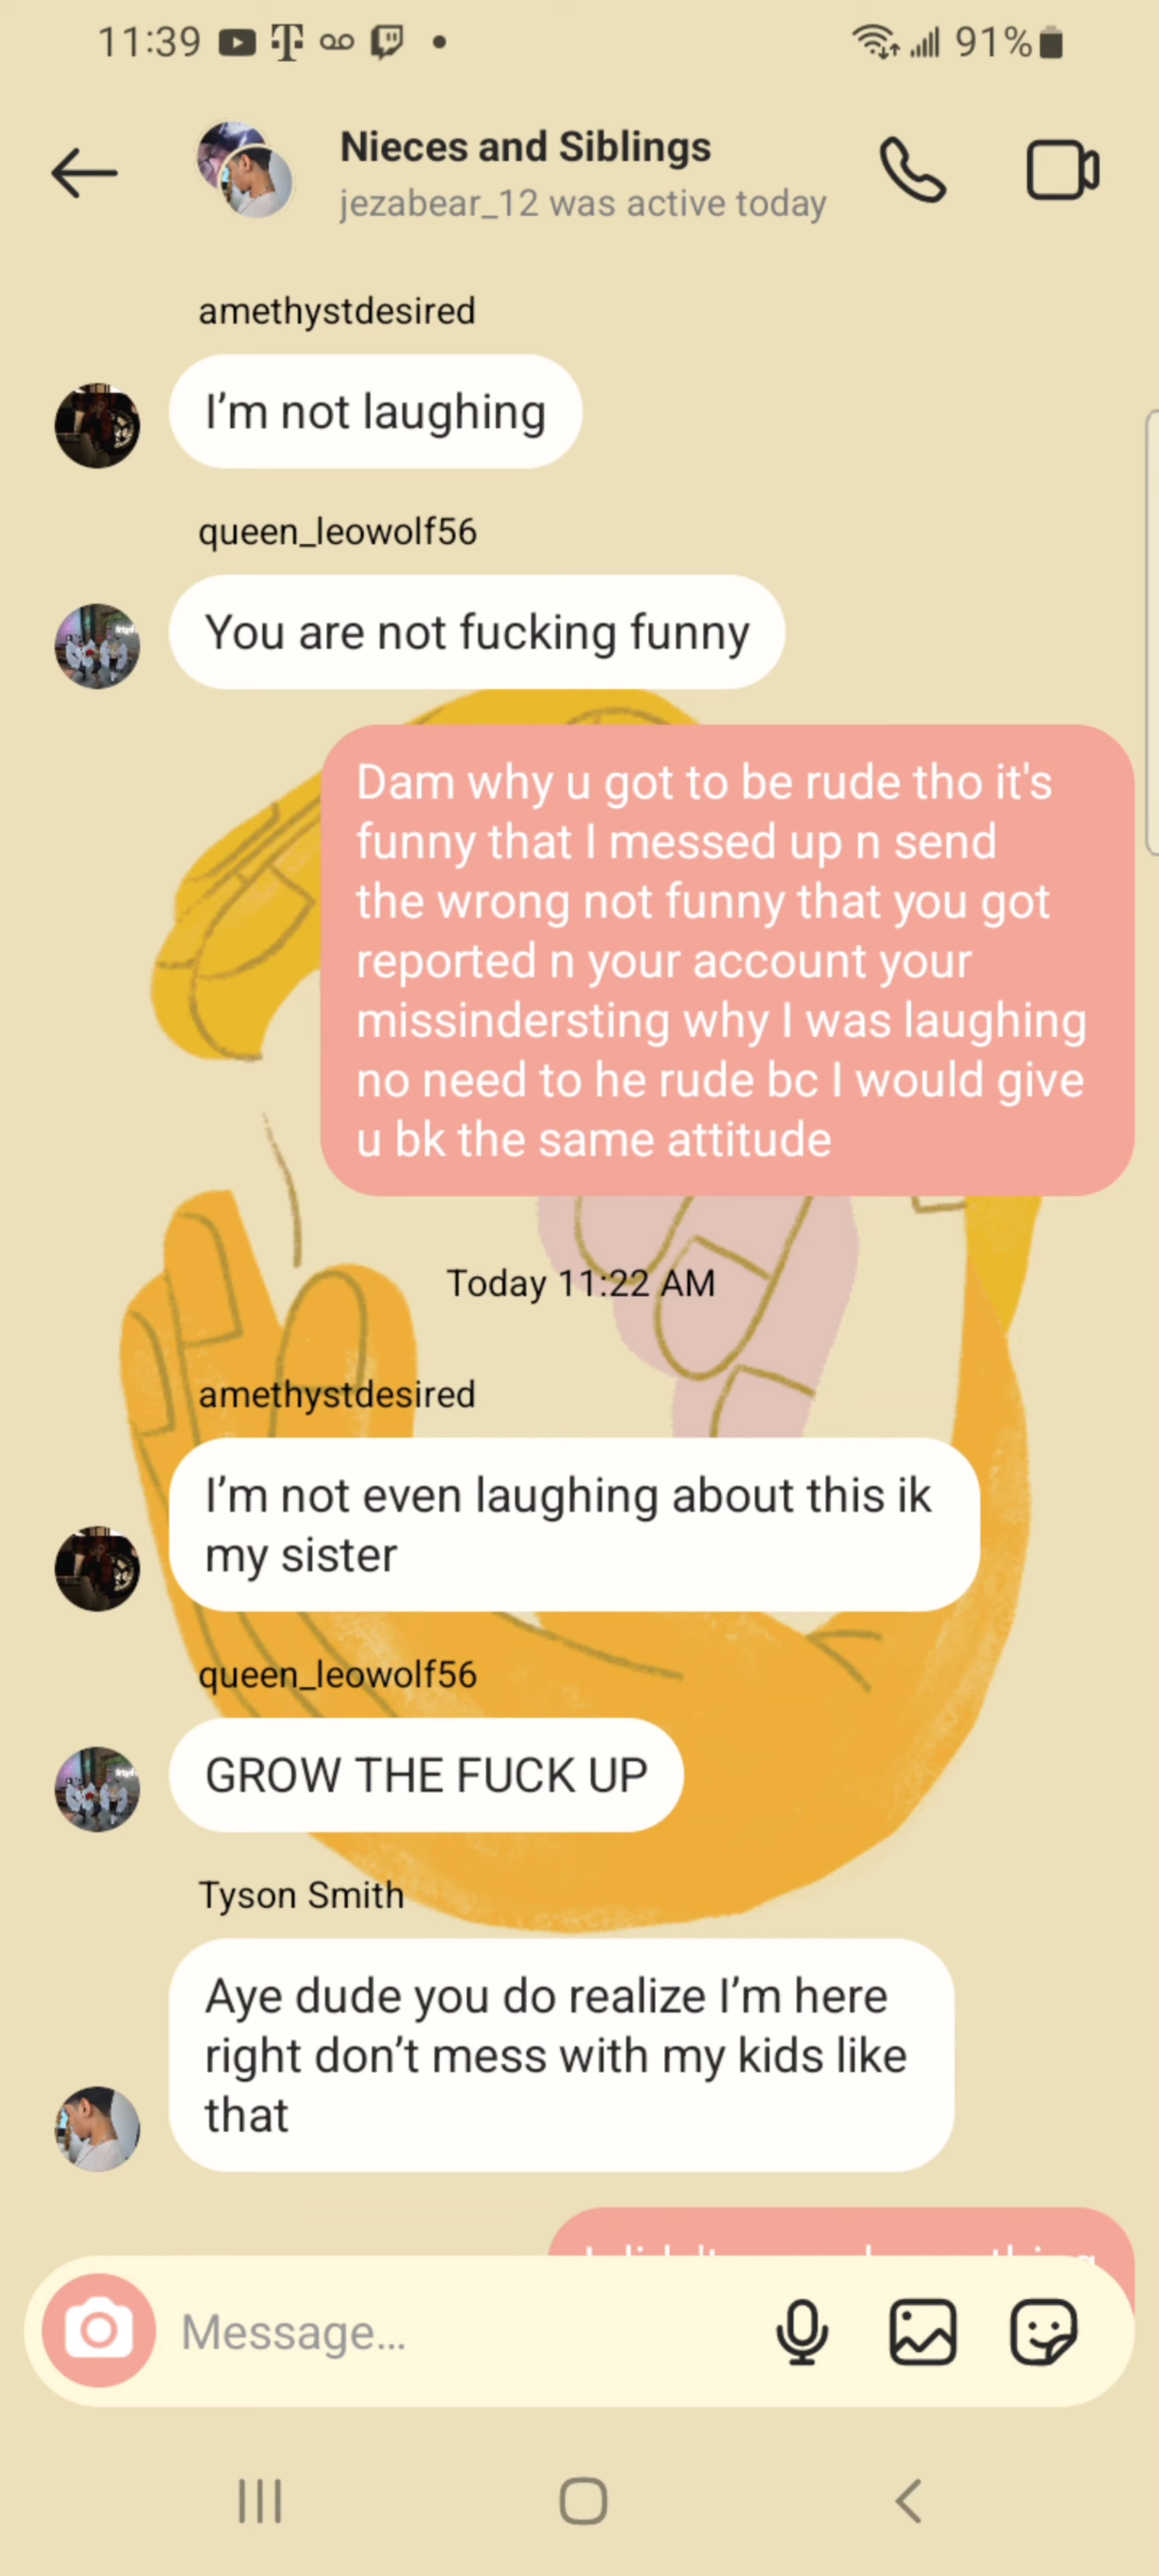 11:39 91%
Nieces and Siblings
jezabear_12 was active today
amethystdesired
I'm not laughing
queen_leowolf56
You are not fucking funny
Dam why u got to be rude tho it's
funny that I messed up n send
the wrong not funny that you got
reported n your account your
missindersting why I was laughing
no need to he rude bc I would give
u bk the same attitude
Today 11:22 AM
amethystdesired
I'm not even laughing about this ik
my sister
queen_leowolf56
GROW THE FUCK UP
Tyson Smith
Aye dude you do realize I'm here
right don't mess with my kids like
that
Message...